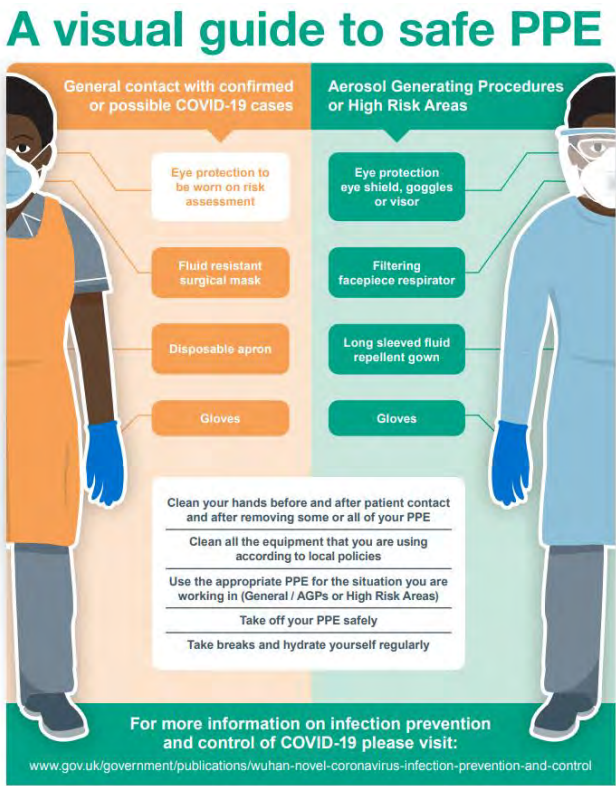 A visual guide to safe PPE
General contact with confirmed
or possible COVID-19 cases
Eye protection to
be worn on risk
assessment
Fluid resistant
surgical mask
Disposable apron
Gloves
Aerosol Generating Procedures
or High Risk Areas
Eye protection
eye shield, goggles
or visor
Filtering
facepiece respirator
Long sleeved fluid
repellent gown
Gloves
Clean your hands before and after patient contact
and after removing some or all of your PPE
Clean all the equipment that you are using
according to local policies
Use the appropriate PPE for the situation you are
working in (General / AGPs or High Risk Areas)
Take off your PPE safely
Take breaks and hydrate yourself regularly
For more information on infection prevention
and control of COVID-19 please visit:
www.gov.uk/government/publications/wuhan-novel-coronavirus-infection-prevention-and-control